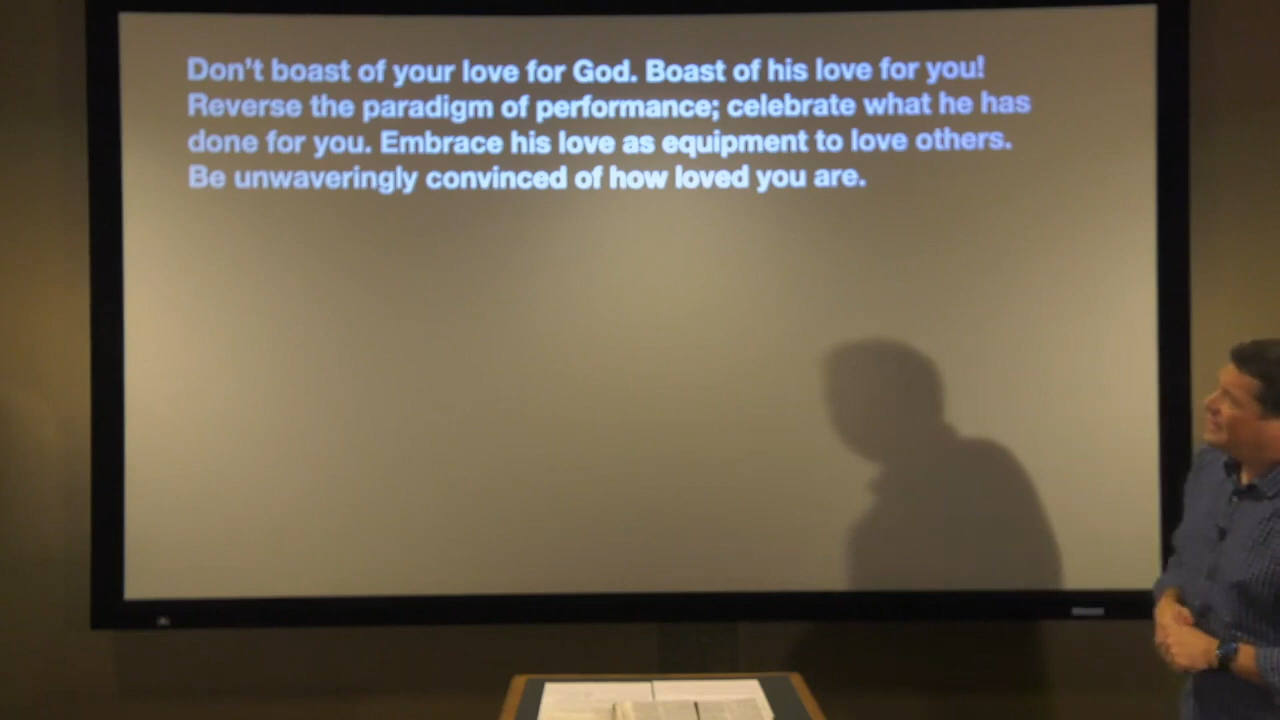 Don't boast of your love for God. Boast of his love for you!
Reverse the paradigm of performance; celebrate what he has
done for you. Embrace his love as equipment to love others.
Be unwaveringly convinced of how loved you are.